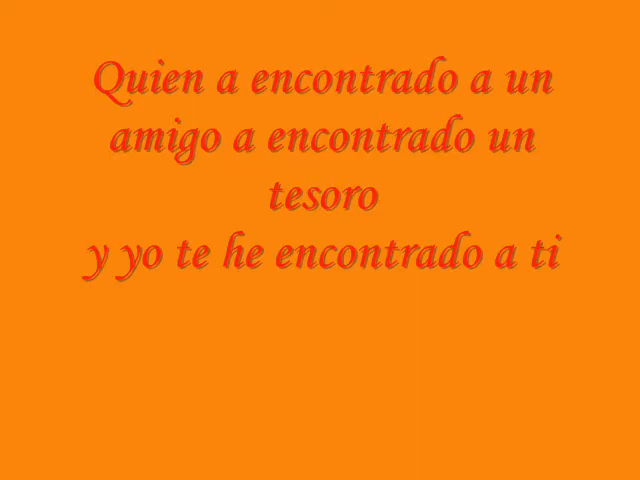 Quien a encontrado a un
amigo a encontrado un
tesoro
y yo te he encontrado a ti